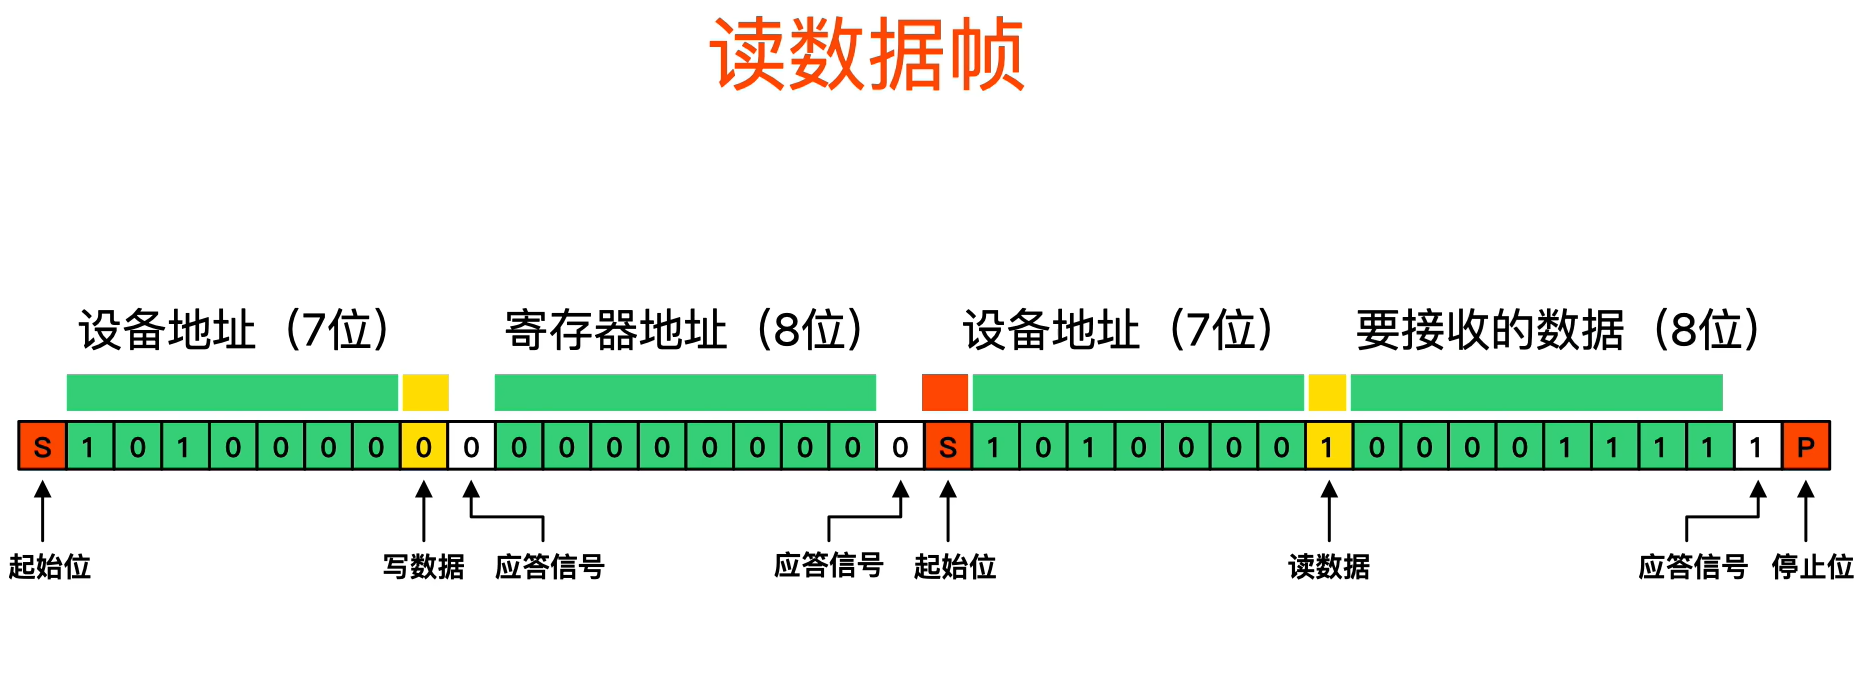 读数据帧
设备地址（7位） 寄存器地址（8位） 设备地址（7位） 要接收的数据（8位）
S 1 0 1 0 0 0 0 0 0 0 0 0 0 0 0 0 0 0 S 1 0 1 0 0 0 0 1 0 0 0 0 1 1 1 1 1 P
起始位 写数据 应答信号 应答信号 起始位 读数据 应答信号 停止位